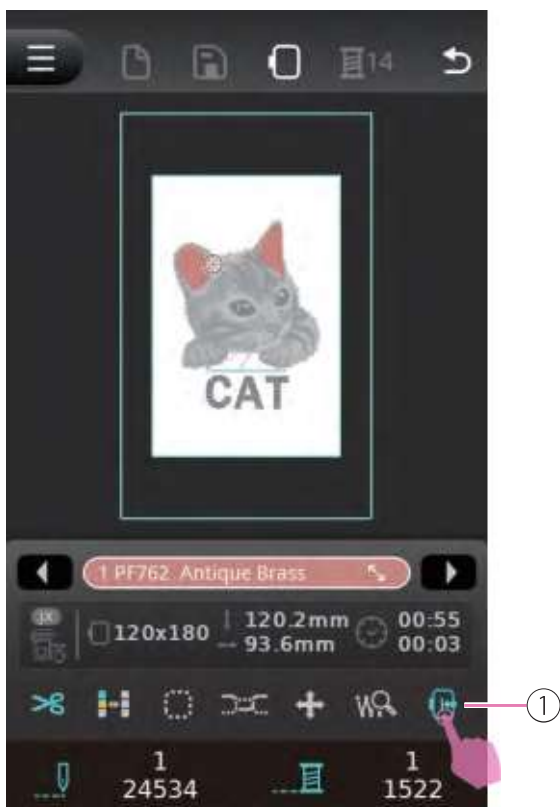 14
CAT
1 PF762 Antique Brass
120x180 120.2mm 00:55
93.6mm 00:03
1 1
24534 1522
1